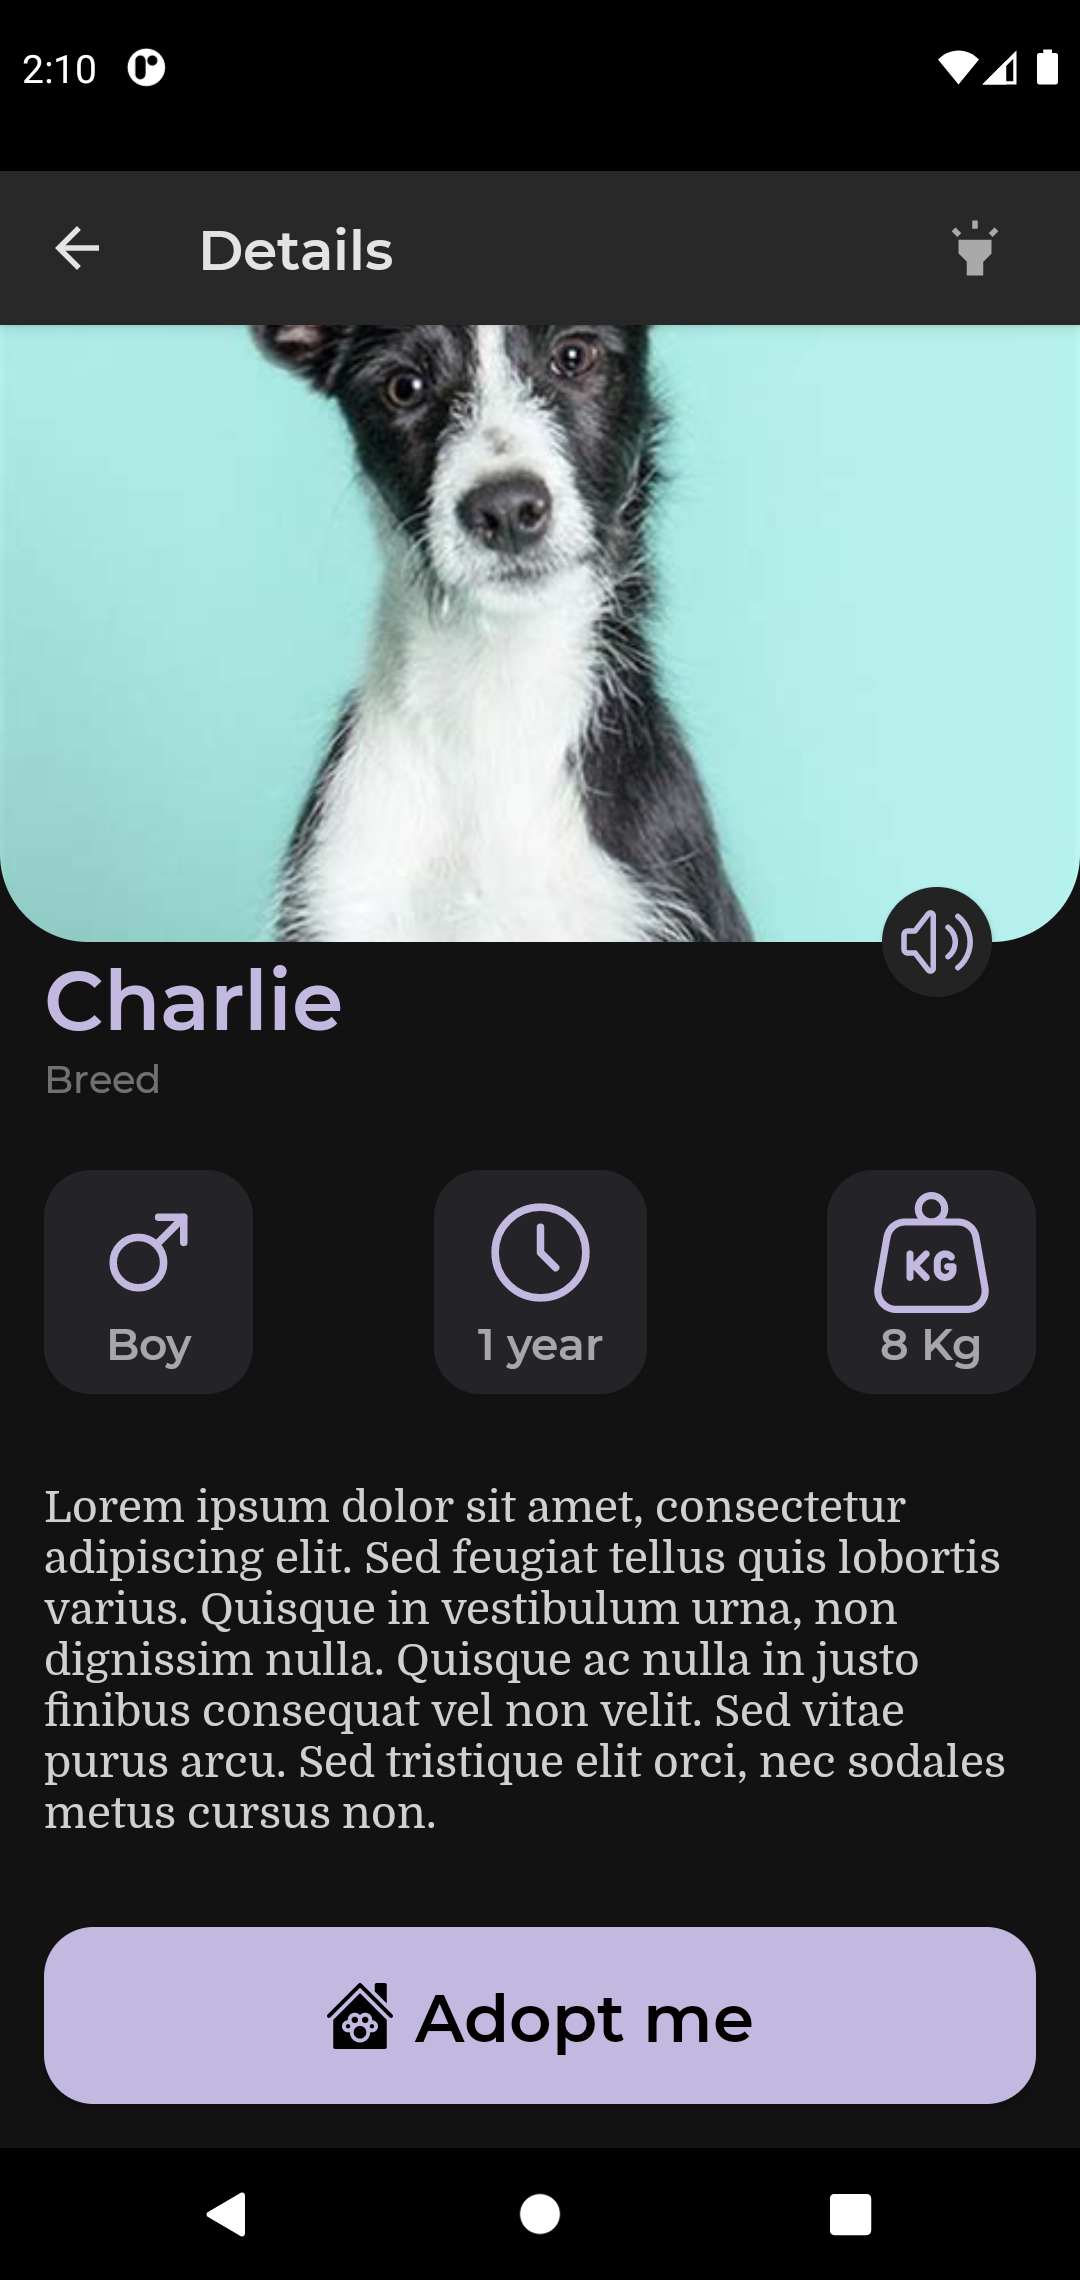 2:10
Details
Charlie
Breed
KG
Boy
1 year
8 Kg
Lorem ipsum dolor sit amet, consectetur
adipiscing elit. Sed feugiat tellus quis lobortis
varius. Quisque in vestibulum urna, non
dignissim nulla. Quisque ac nulla in justo
finibus consequat vel non velit. Sed vitae
purus arcu. Sed tristique elit orci, nec sodales
metus cursus non.
Adopt me